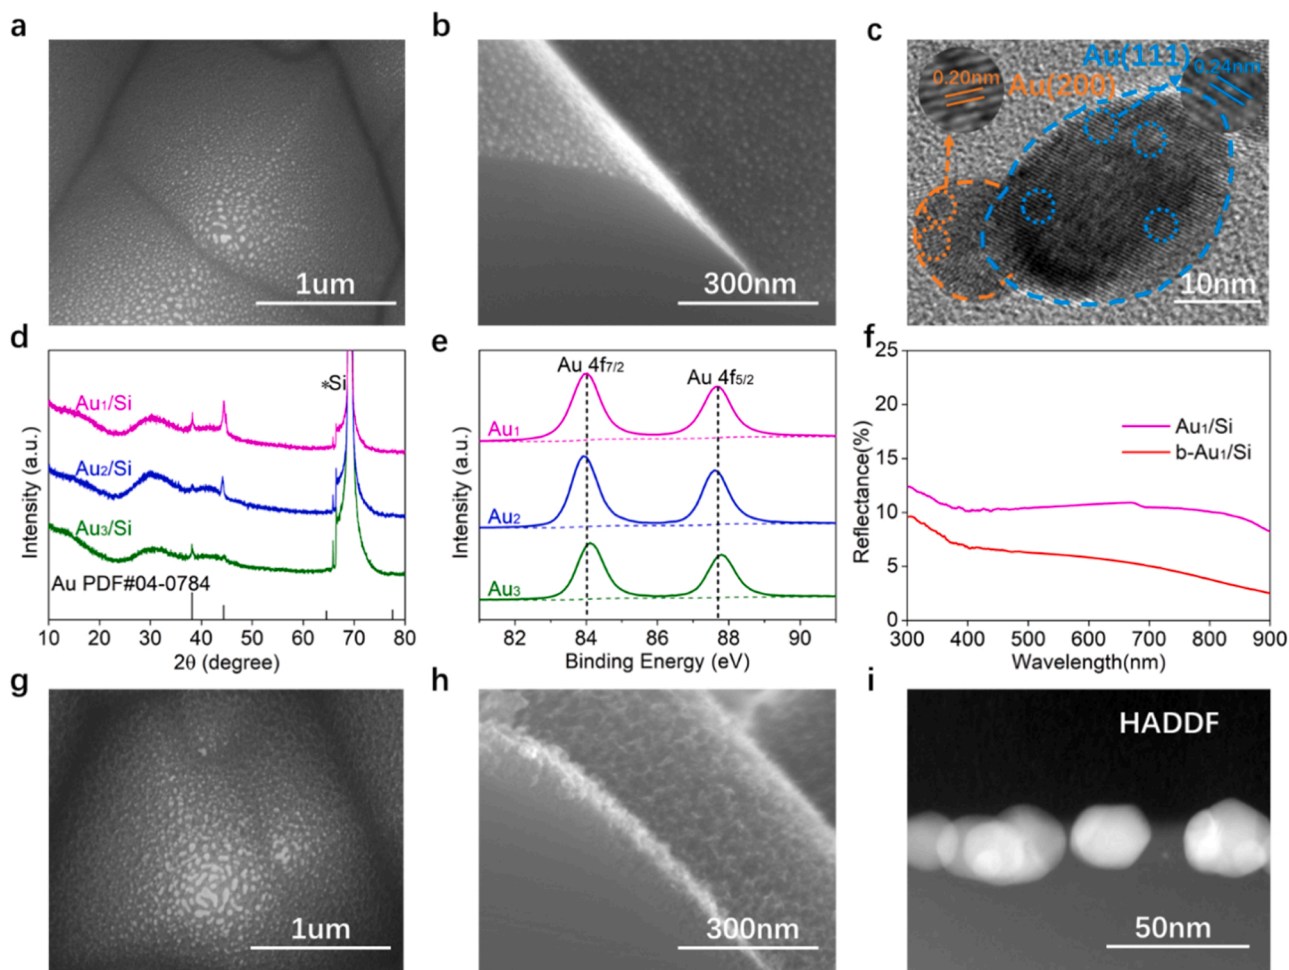 a
b
c
1um
300nm
0.20nm
Au(200)
Au(111)
0.24nm
10nm
d
e
f
Au1/Si
Au2/Si
Au3/Si
*Si
Au PDF#04-0784
Intensity (a.u.)
10 20 30 40 50 60 70 80
2θ (degree)
Au 4f7/2
Au 4f5/2
Au1
Au2
Au3
Intensity (a.u.)
82 84 86 88 90
Binding Energy (eV)
25
20
15
10
5
0
Reflectance(%)
Au1/Si
b-Au1/Si
300 400 500 600 700 800 900
Wavelength(nm)
g
h
i
1um
300nm
HADDF
50nm